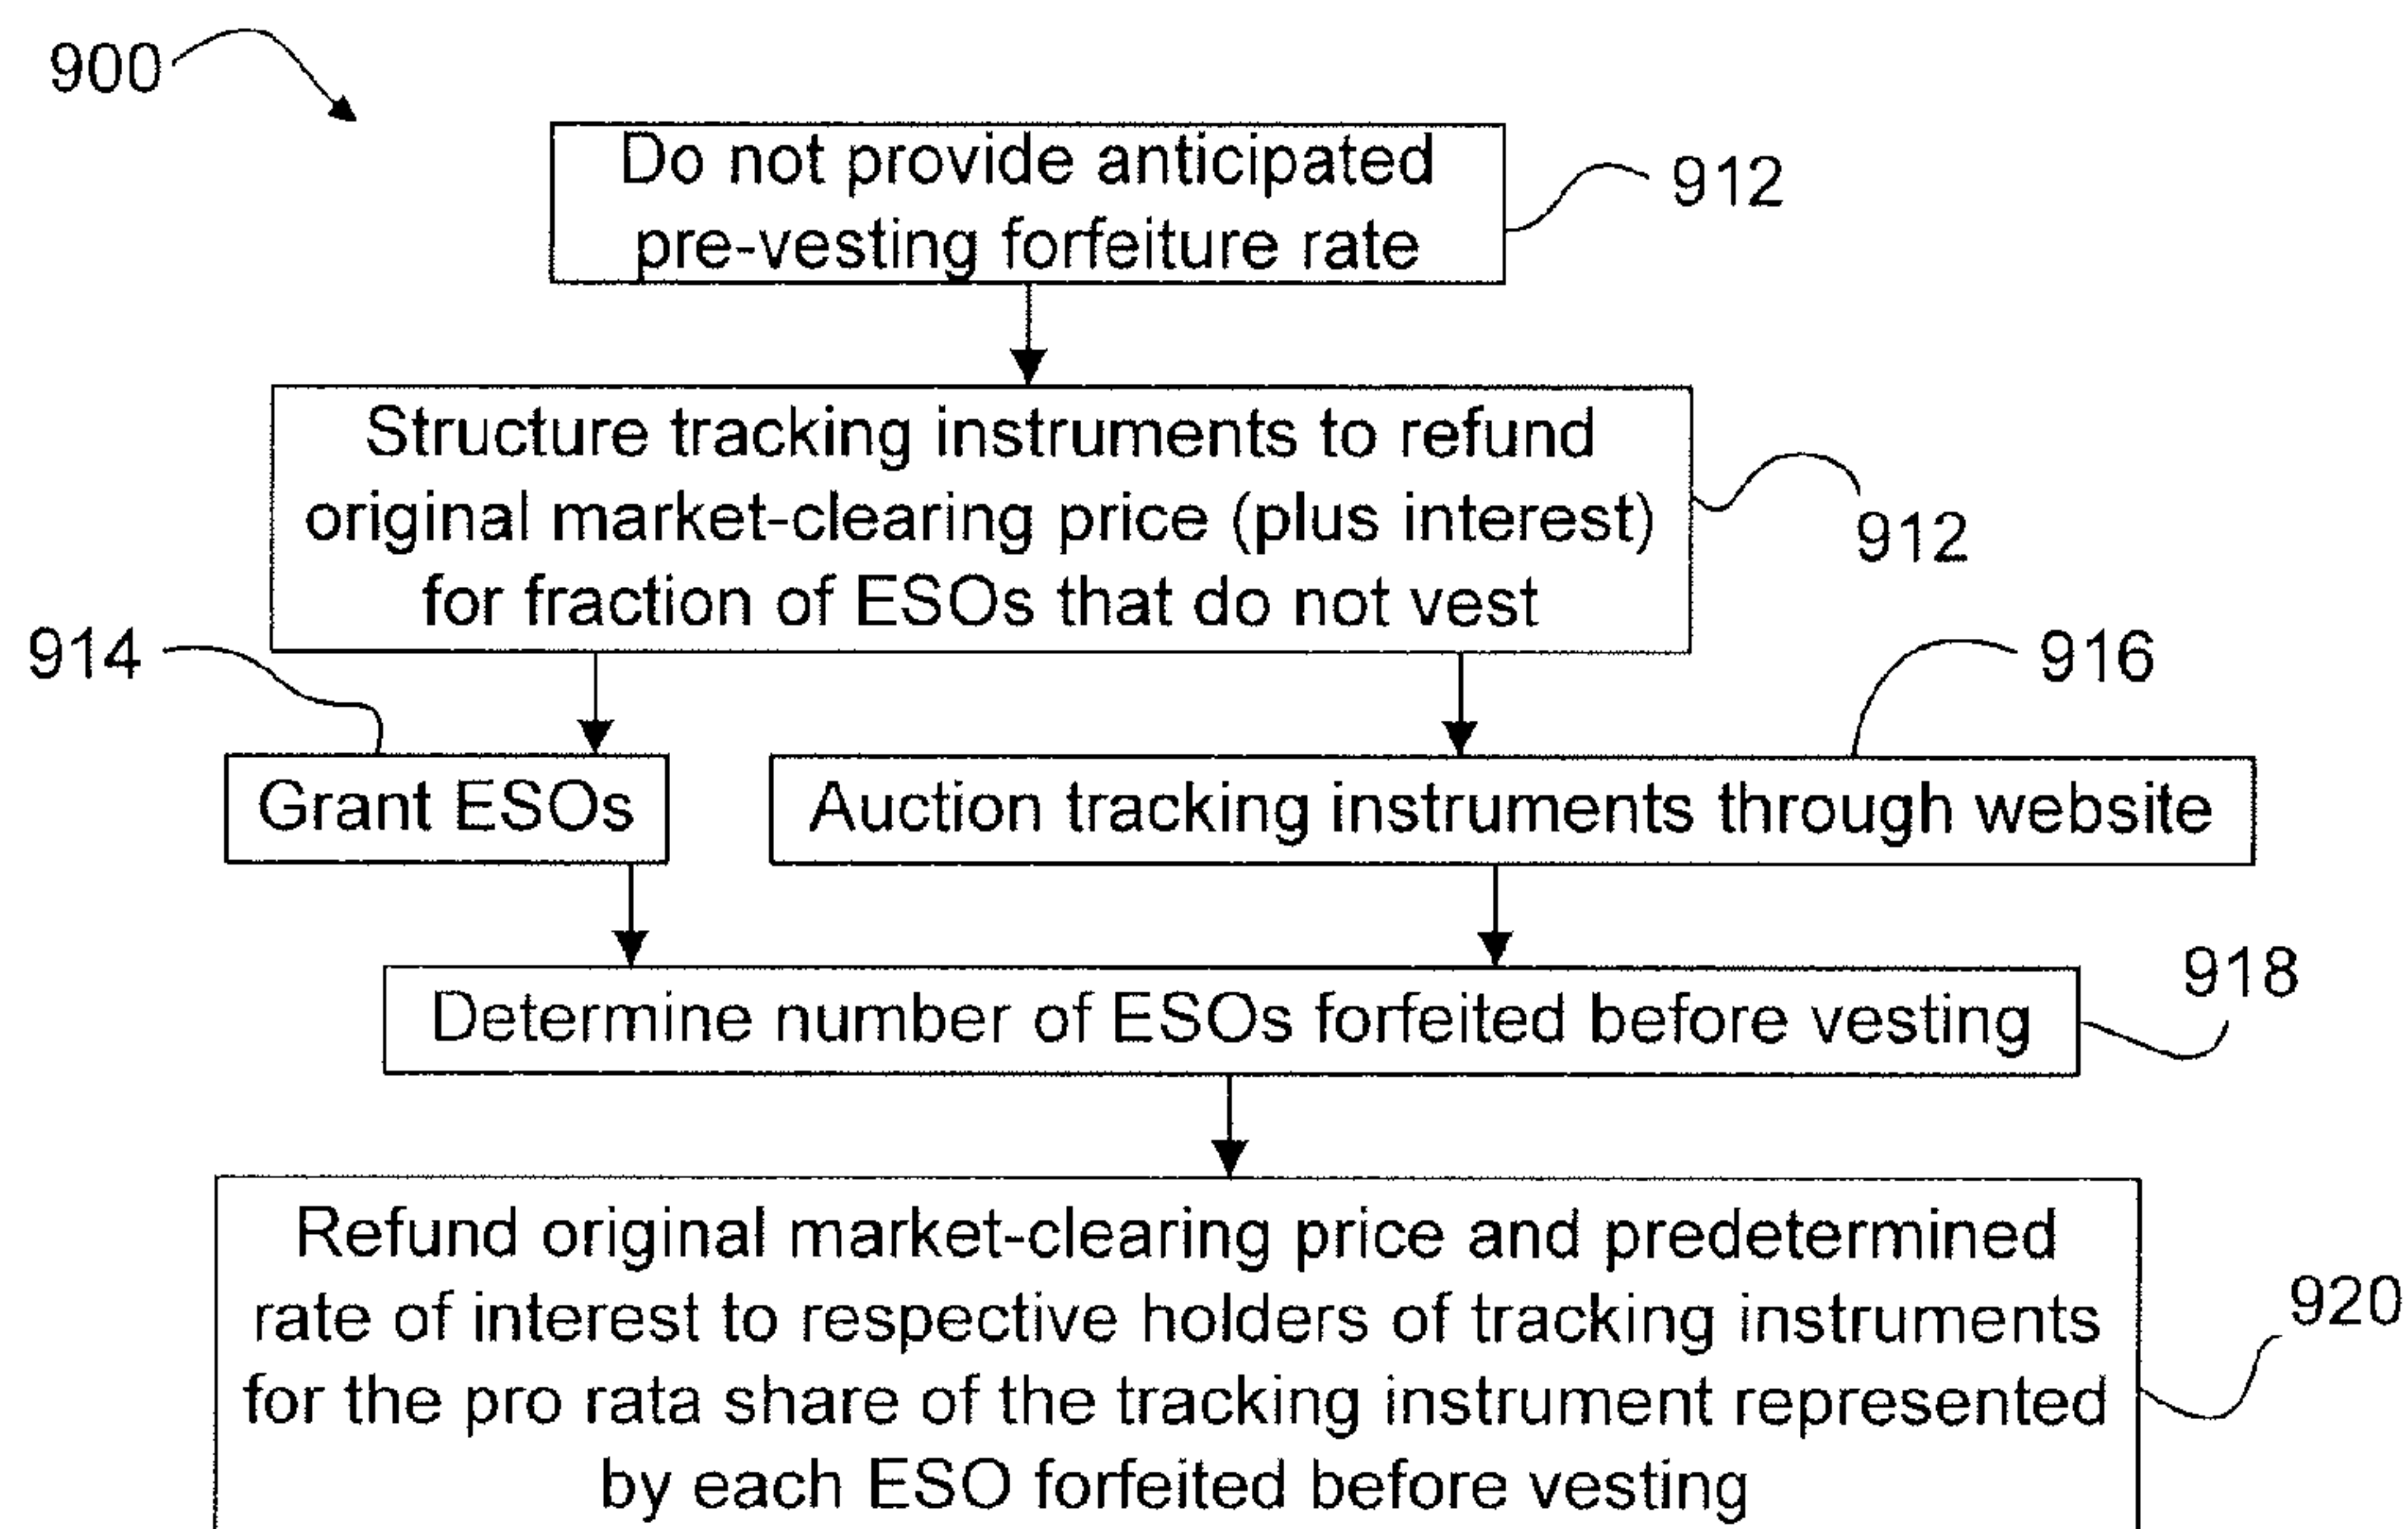 900
Do not provide anticipated
pre-vesting forfeiture rate
912
Structure tracking instruments to refund
original market-clearing price (plus interest)
for fraction of ESOs that do not vest
912
914
916
Grant ESOs
Auction tracking instruments through website
918
Determine number of ESOs forfeited before vesting
Refund original market-clearing price and predetermined
rate of interest to respective holders of tracking instruments
for the pro rata share of the tracking instrument represented
by each ESO forfeited before vesting
920